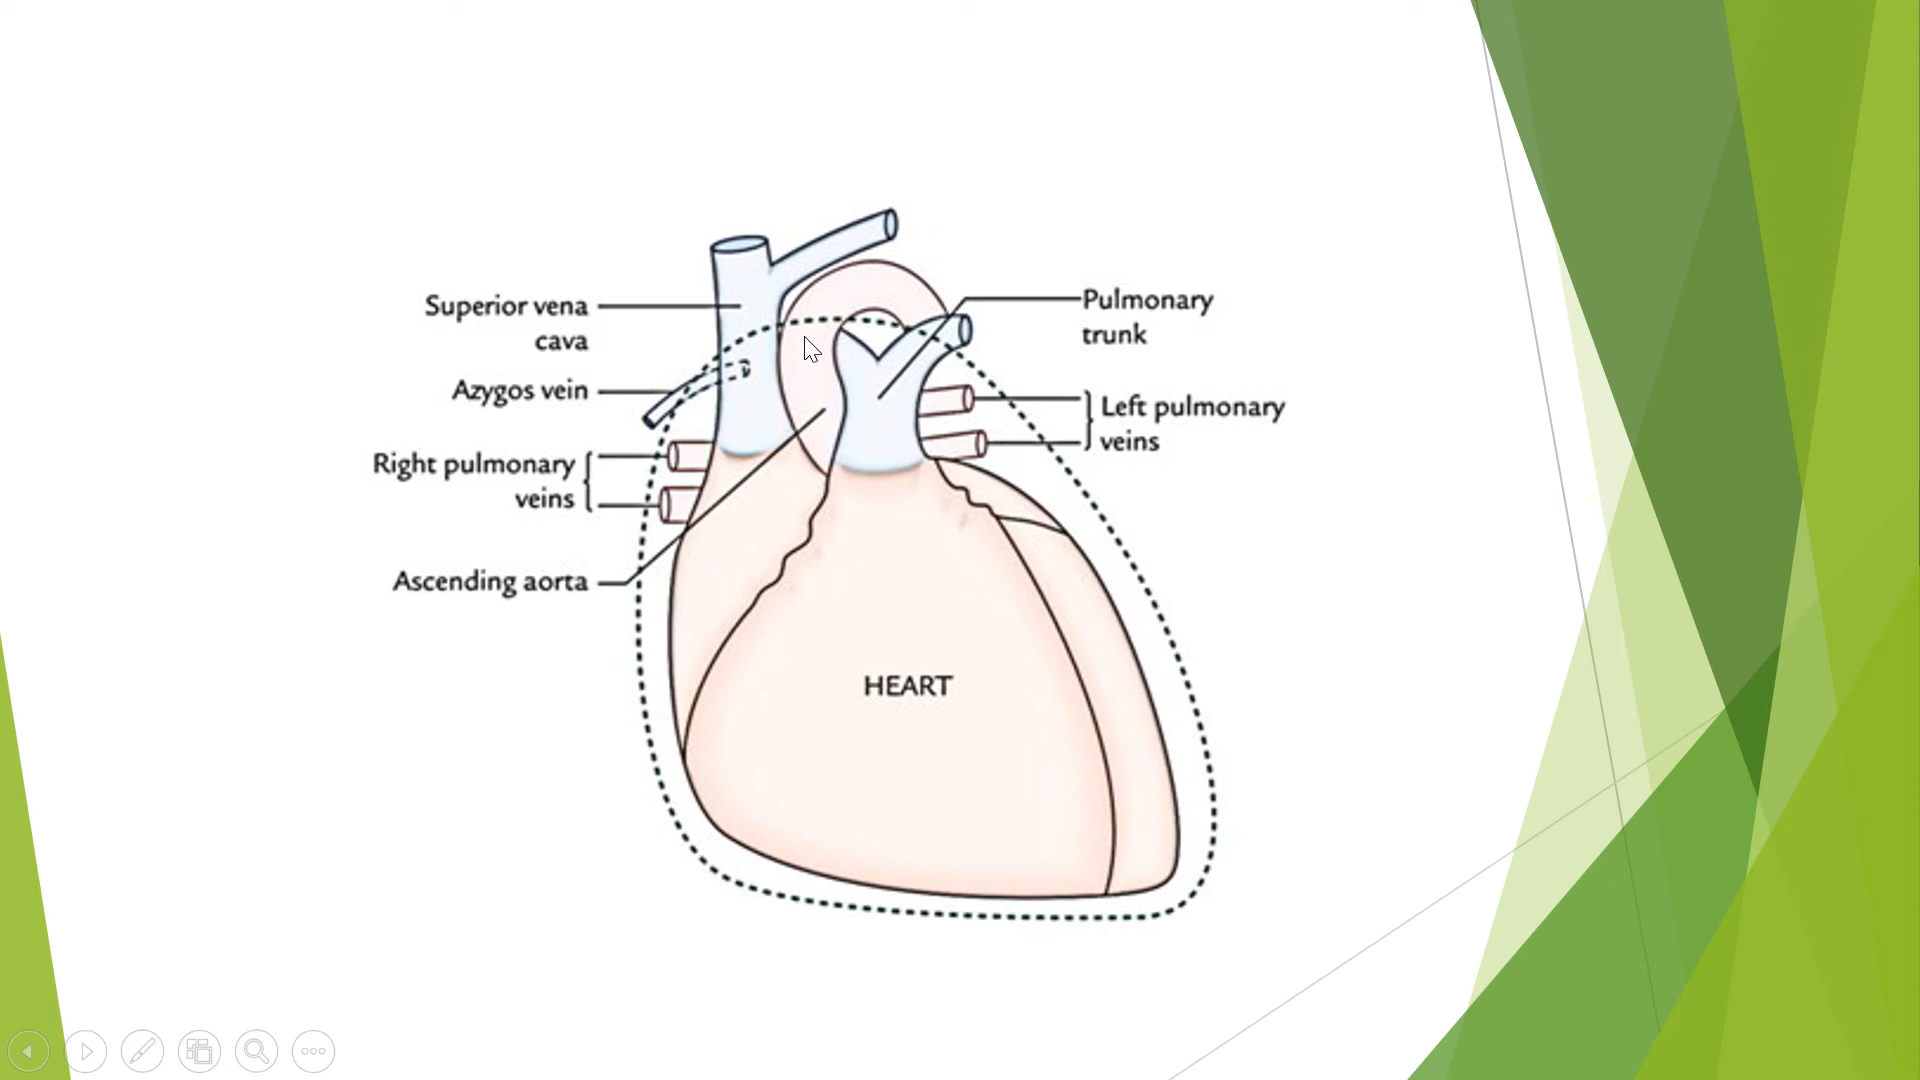 Superior vena
cava
Azygos vein
Right pulmonary
veins
Ascending aorta
Pulmonary
trunk
Left pulmonary
veins
HEART